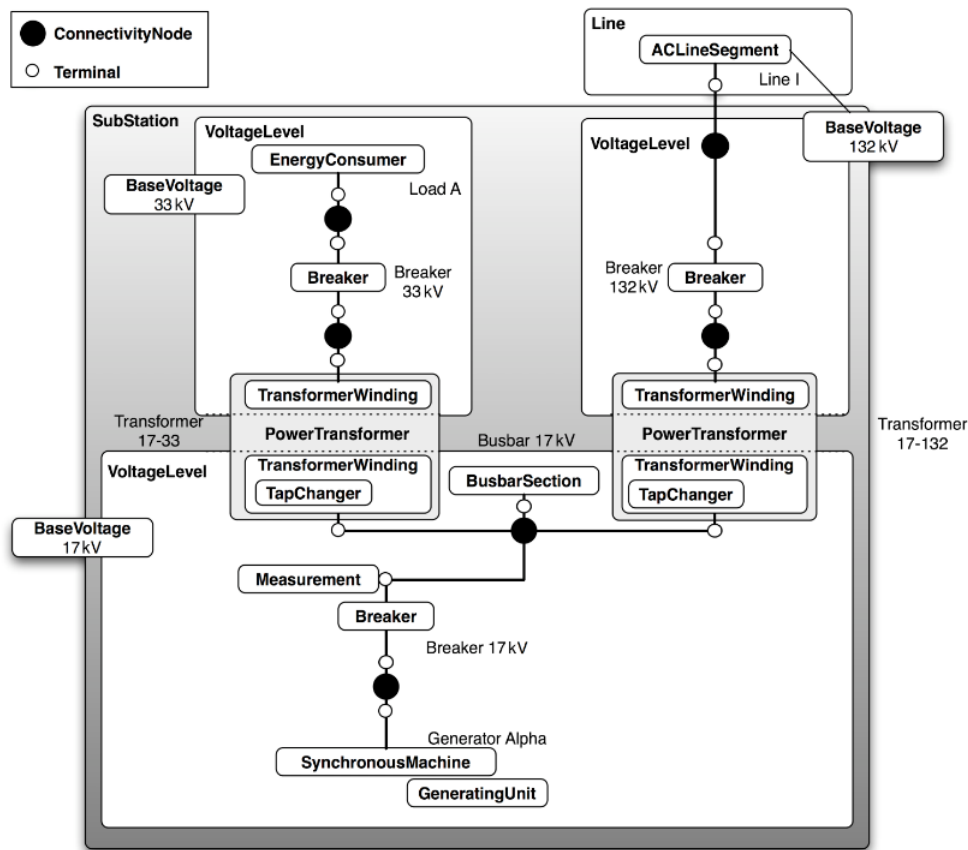 ConnectivityNode
Terminal
Line
ACLineSegment
Line I
SubStation
VoltageLevel
EnergyConsumer
Load A
BaseVoltage
33 kV
Breaker
Breaker
33 kV
TransformerWinding
VoltageLevel
BaseVoltage
132 kV
Breaker
132 kV
Breaker
TransformerWinding
Transformer
17-33
PowerTransformer
Busbar 17 kV
PowerTransformer
Transformer
17-132
VoltageLevel
TransformerWinding
TapChanger
BusbarSection
TransformerWinding
TapChanger
BaseVoltage
17 kV
Measurement
Breaker
Breaker 17 kV
Generator Alpha
SynchronousMachine
GeneratingUnit